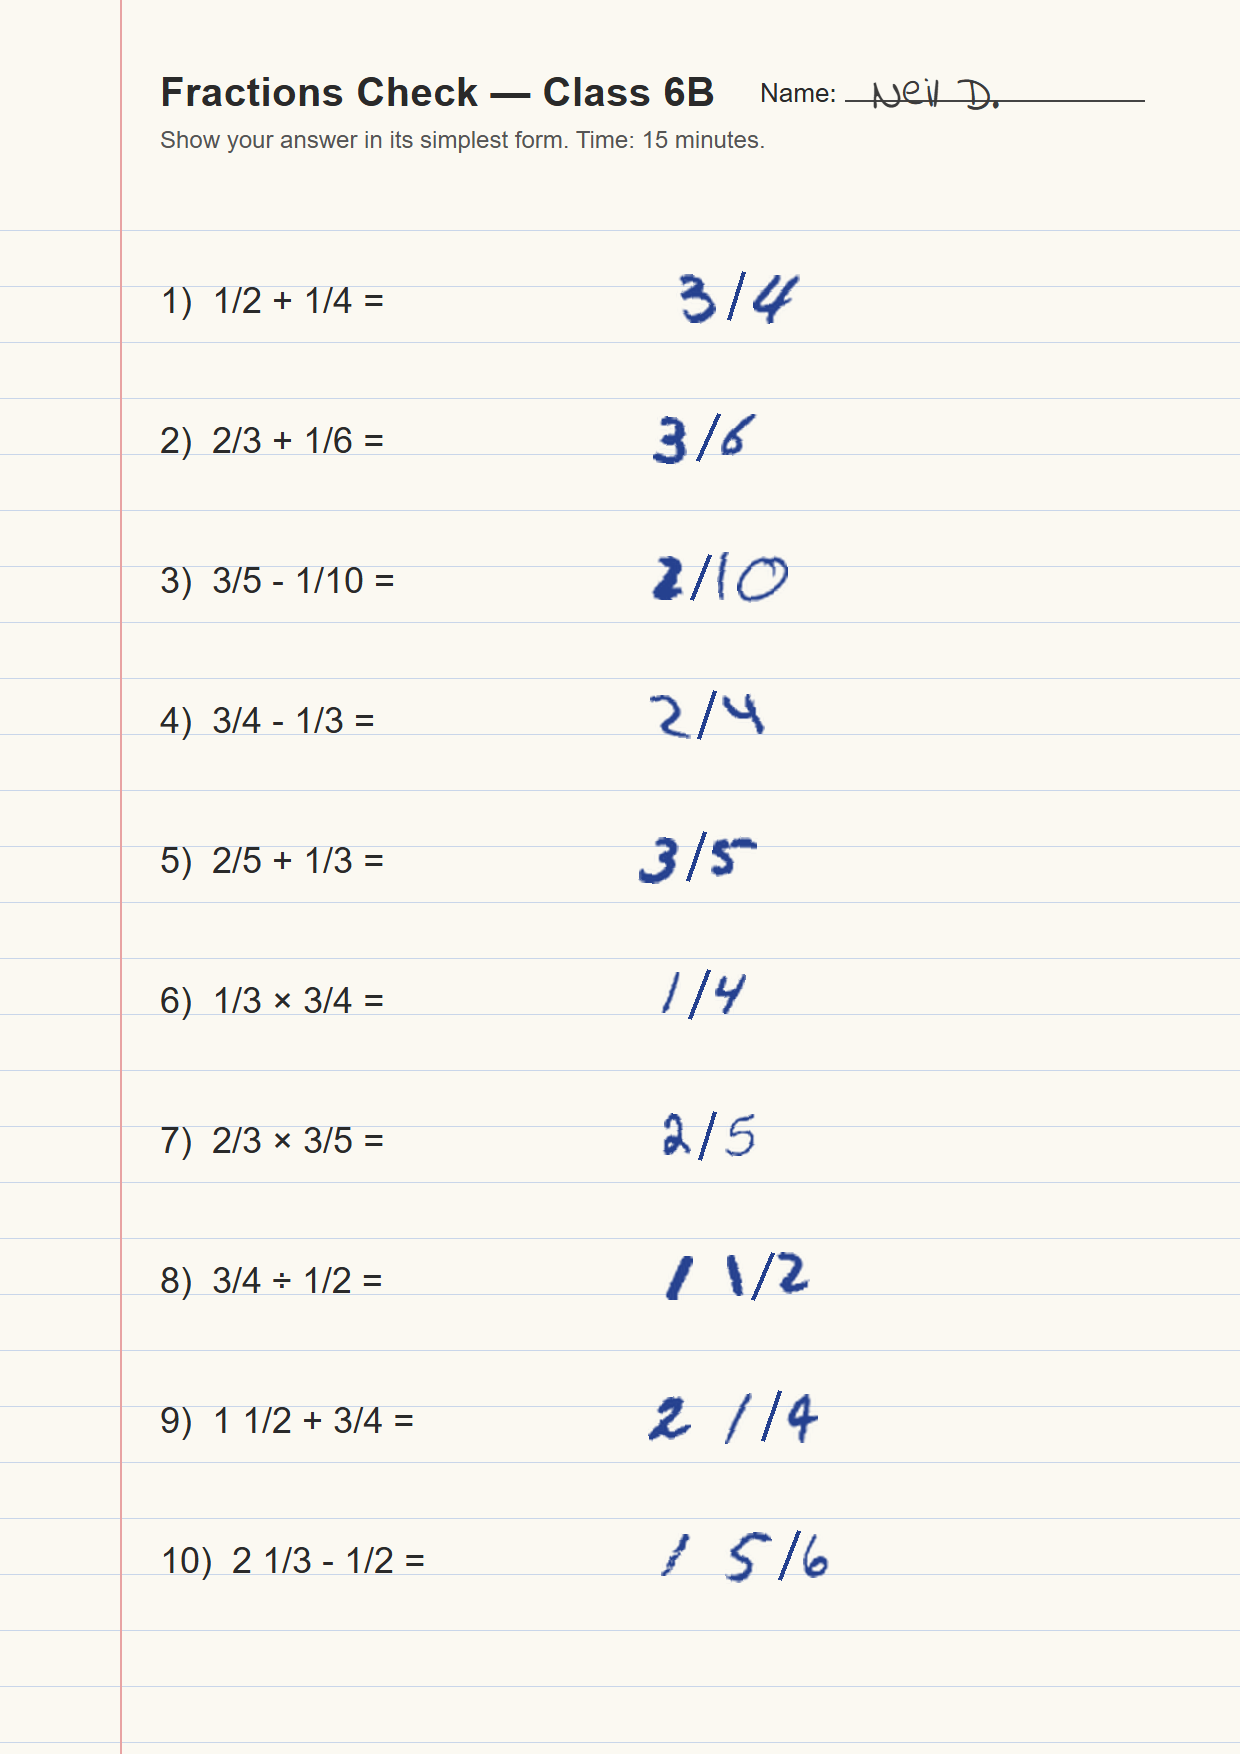 Fractions Check — Class 6B Name: Neil D.
Show your answer in its simplest form. Time: 15 minutes.
1) 1/2 + 1/4 = 3/4
2) 2/3 + 1/6 = 3/6
3) 3/5 - 1/10 = 2/10
4) 3/4 - 1/3 = 2/4
5) 2/5 + 1/3 = 3/5
6) 1/3 × 3/4 = 1/4
7) 2/3 × 3/5 = 2/5
8) 3/4 ÷ 1/2 = 1 1/2
9) 1 1/2 + 3/4 = 2 1/4
10) 2 1/3 - 1/2 = 1 5/6